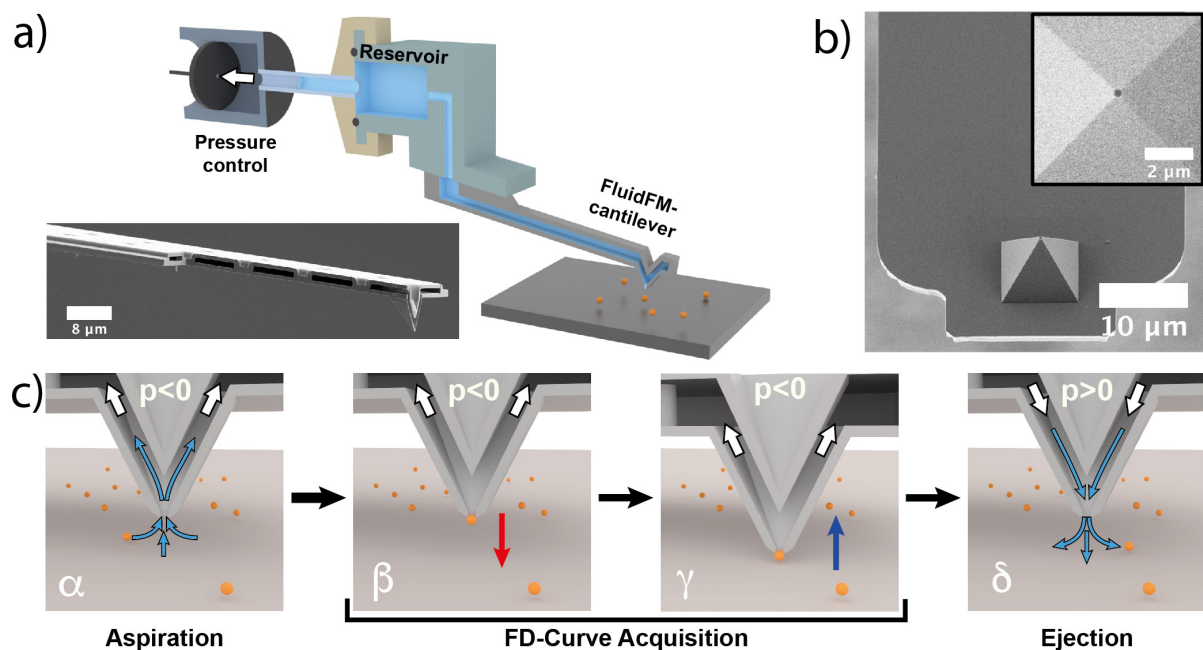 a)
Reservoir
Pressure
control
FluidFM-
cantilever
8 µm
b)
2 µm
10 µm
c)
p<0
p<0
p<0
p>0
α
β
γ
δ
Aspiration
FD-Curve Acquisition
Ejection